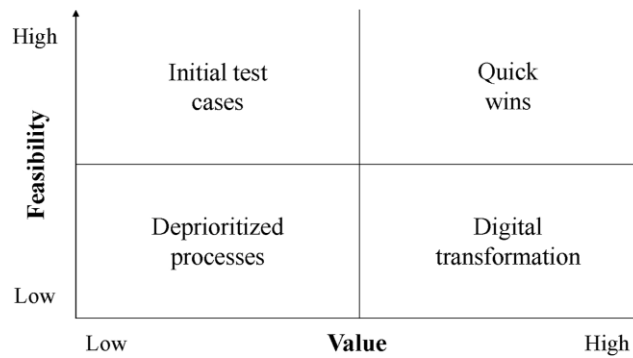 High
Initial test
cases
Quick
wins
Feasibility
Deprioritized
processes
Digital
transformation
Low
Low
Value
High